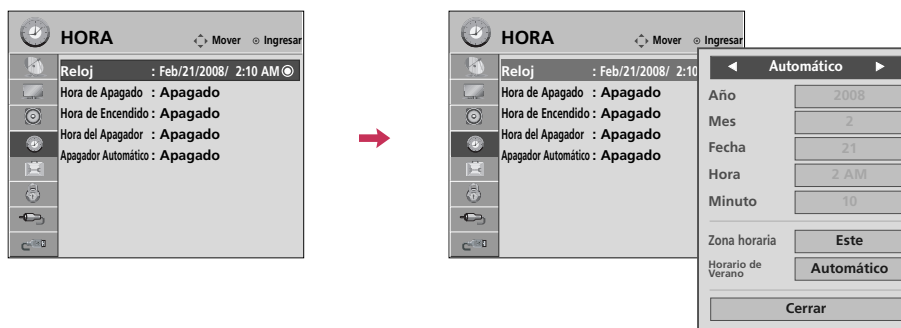 HORA Mover Ingresar
Reloj : Feb/21/2008/ 2:10 AM
Hora de Apagado : Apagado
Hora de Encendido : Apagado
Hora del Apagador : Apagado
Apagador Automático : Apagado
HORA Mover Ingresar
Reloj : Feb/21/2008/ 2:10
Hora de Apagado : Apagado
Hora de Encendido : Apagado
Hora del Apagador : Apagado
Apagador Automático : Apagado
Automático
Año 2008
Mes 2
Fecha 21
Hora 2 AM
Minuto 10
Zona horaria Este
Horario de
Verano Automático
Cerrar